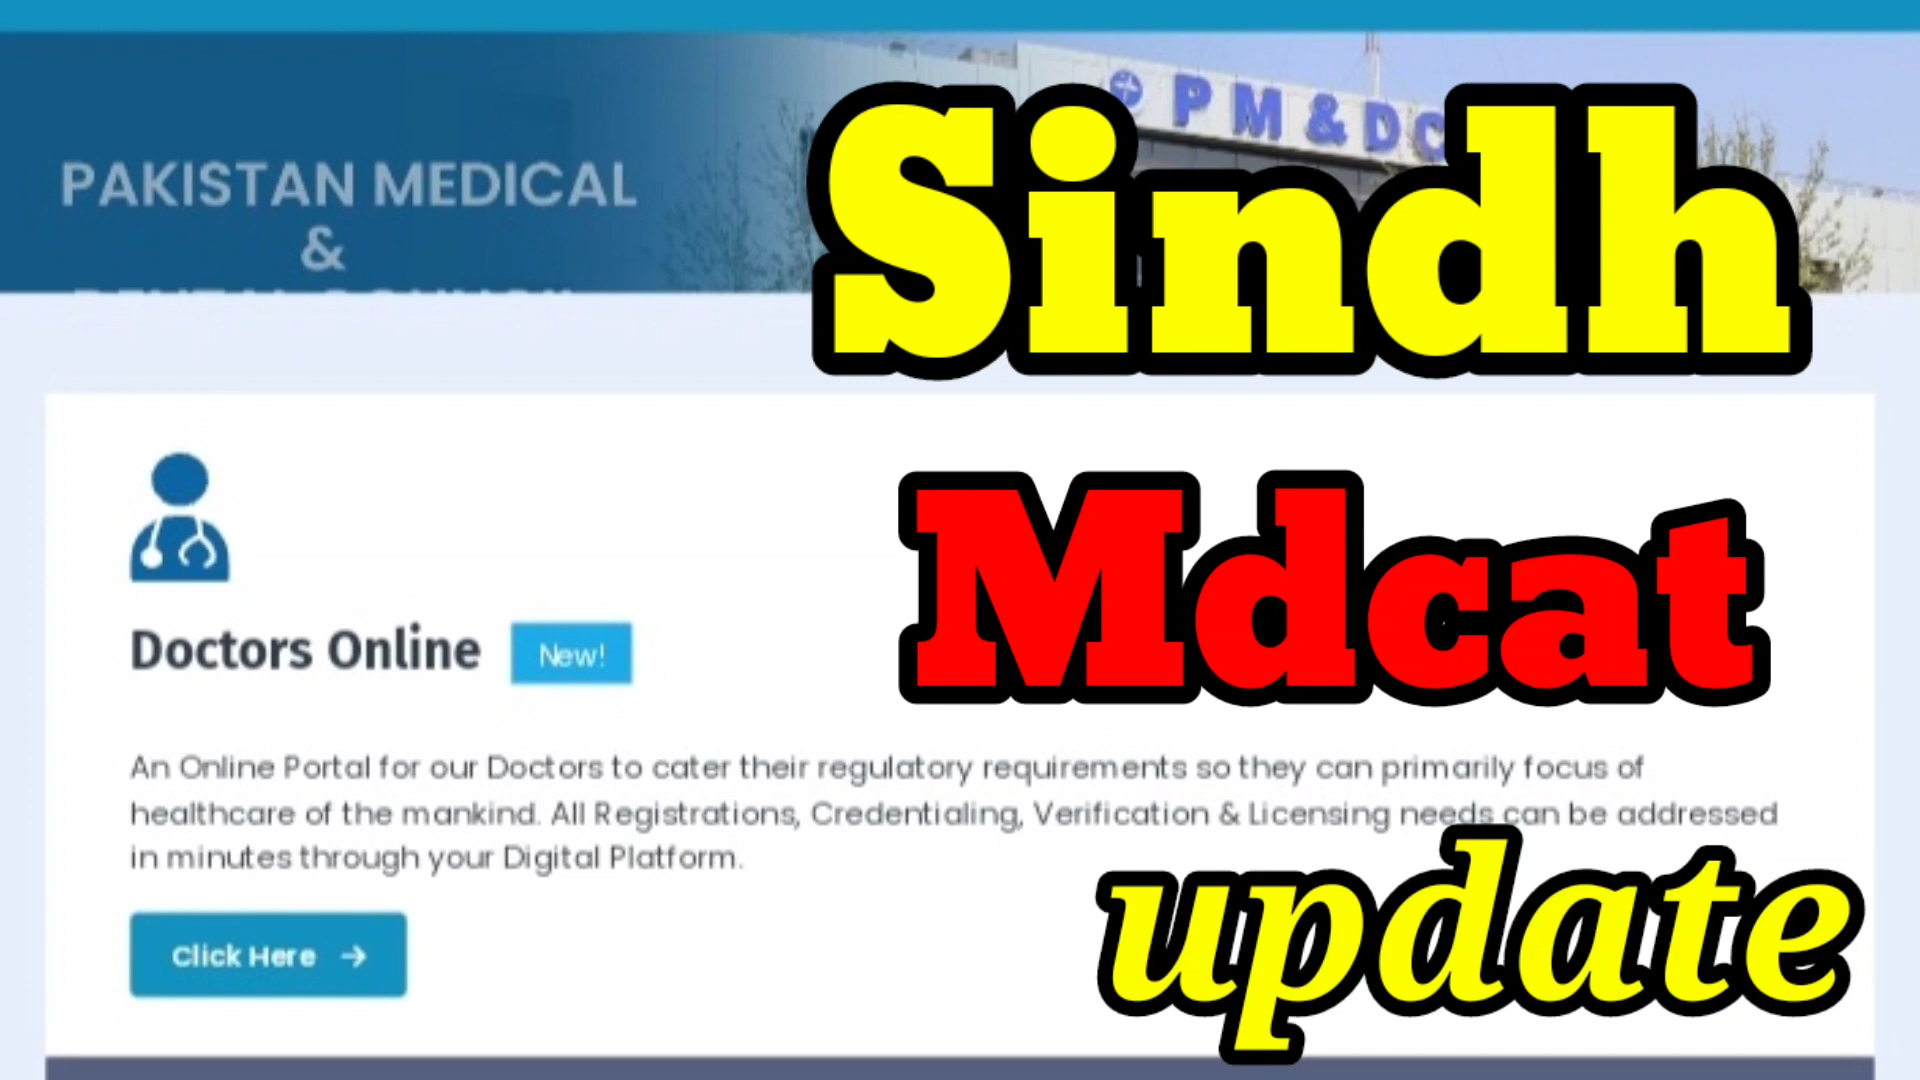 PM&DC
PAKISTAN MEDICAL
&
Sindh
Doctors Online
New!
Mdcat
An Online Portal for our Doctors to cater their regulatory requirements so they can primarily focus of
healthcare of the mankind. All Registrations, Credentialing, Verification & Licensing needs can be addressed
in minutes through your Digital Platform.
Click Here →
update